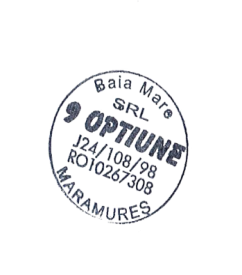 Baia Mare
SRL
9 OPTIUNE
J24/108/98
RO10267308
MARAMURES